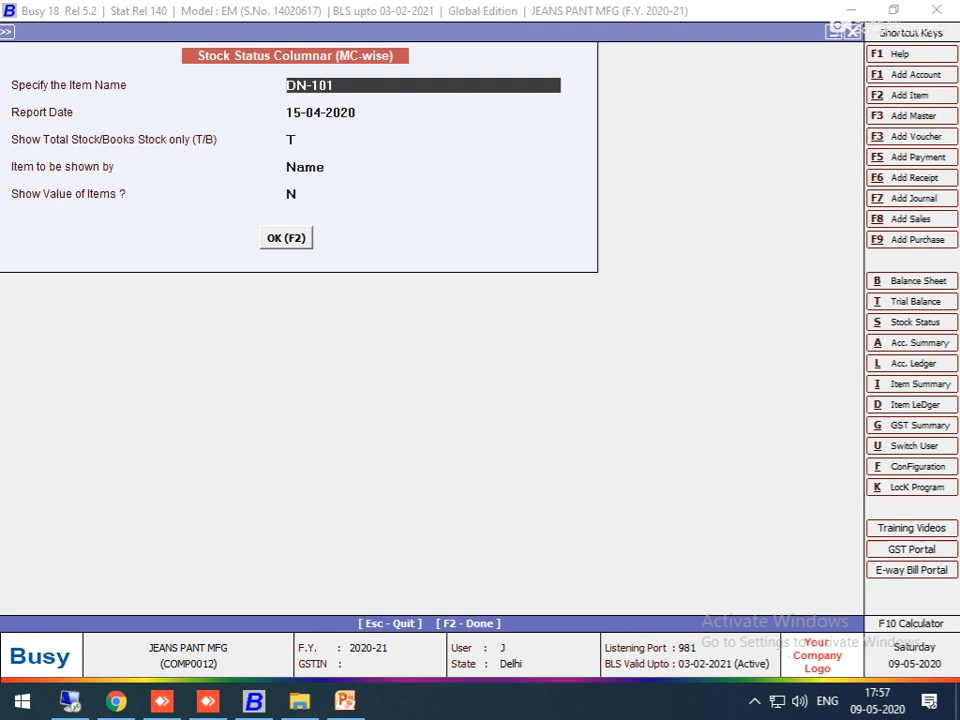 Busy 18 Rel 5.2 | Stat Rel 140 | Model : EM (S.No. 14020617) | BLS upto 03-02-2021 | Global Edition | JEANS PANT MFG (F.Y. 2020-21)
>>
Stock Status Columnar (MC-wise)
Specify the Item Name DN-101
Report Date 15-04-2020
Show Total Stock/Books Stock only (T/B) T
Item to be shown by Name
Show Value of Items ? N
OK (F2)
Shortcut Keys
F1 Help
F1 Add Account
F2 Add Item
F3 Add Master
F3 Add Voucher
F5 Add Payment
F6 Add Receipt
F7 Add Journal
F8 Add Sales
F9 Add Purchase
B Balance Sheet
T Trial Balance
S Stock Status
A Acc. Summary
L Acc. Ledger
I Item Summary
D Item LeDger
G GST Summary
U Switch User
F ConFiguration
K LocK Program
Training Videos
GST Portal
E-way Bill Portal
[ Esc - Quit ] [ F2 - Done ]
F10 Calculator
Activate Windows
Go to Settings to activate Windows.
Busy
JEANS PANT MFG
(COMP0012)
F.Y. : 2020-21
GSTIN :
User : J
State : Delhi
Listening Port : 981
BLS Valid Upto : 03-02-2021 (Active)
Your
Company
Logo
Saturday
09-05-2020
B
ENG
17:57
09-05-2020